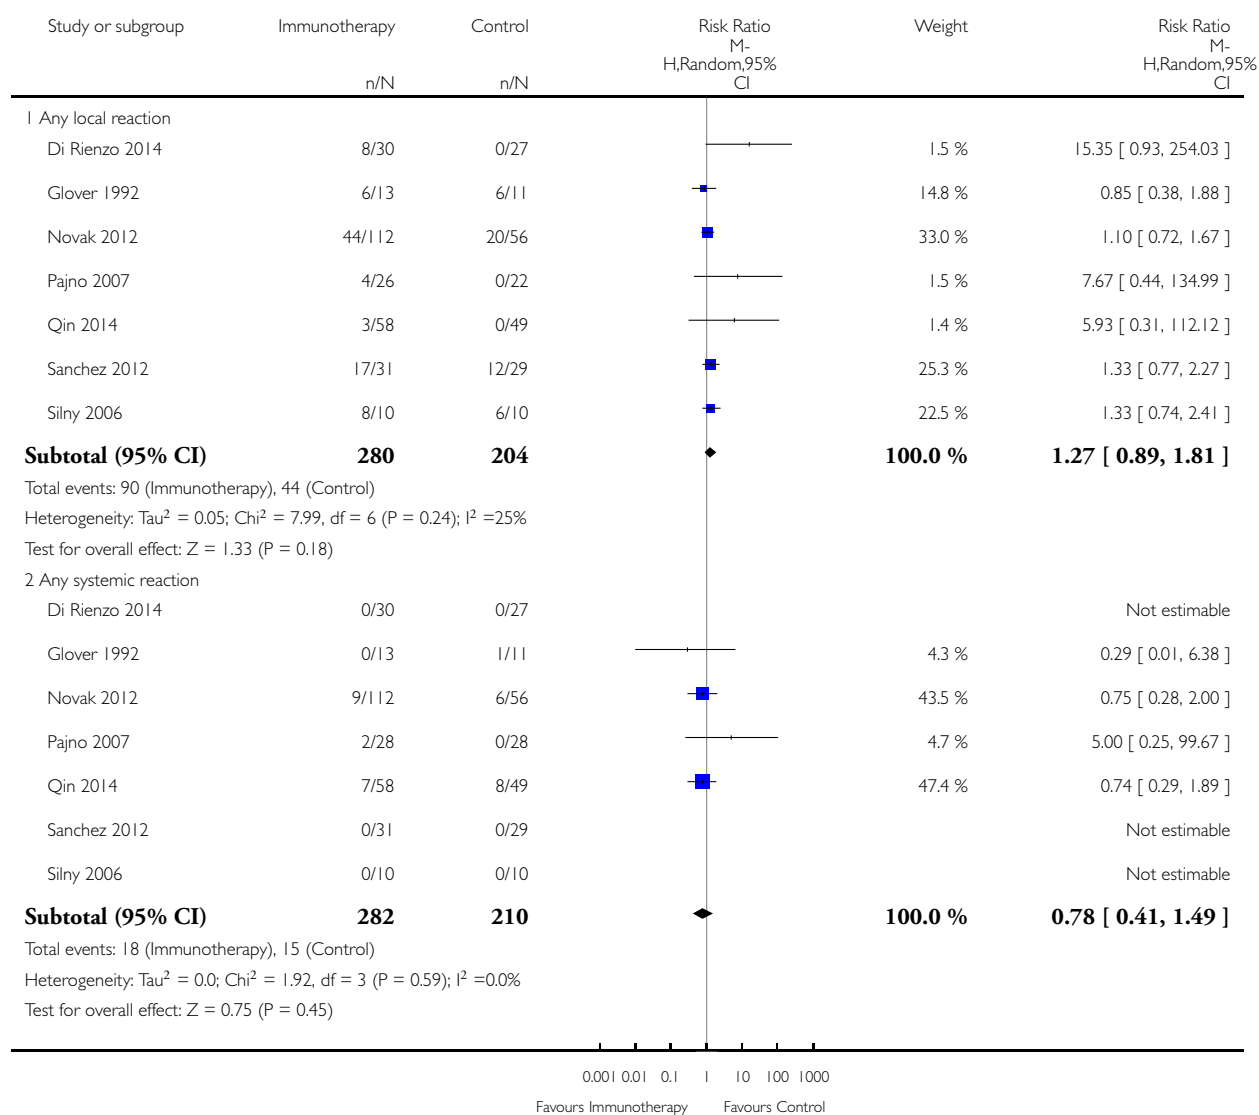 Study or subgroup Immunotherapy Control Risk Ratio Weight Risk Ratio
M- M-
H,Random,95% H,Random,95%
n/N n/N CI CI
1 Any local reaction
Di Rienzo 2014 8/30 0/27 1.5 % 15.35 [ 0.93, 254.03 ]
Glover 1992 6/13 6/11 14.8 % 0.85 [ 0.38, 1.88 ]
Novak 2012 44/112 20/56 33.0 % 1.10 [ 0.72, 1.67 ]
Pajno 2007 4/26 0/22 1.5 % 7.67 [ 0.44, 134.99 ]
Qin 2014 3/58 0/49 1.4 % 5.93 [ 0.31, 112.12 ]
Sanchez 2012 17/31 12/29 25.3 % 1.33 [ 0.77, 2.27 ]
Silny 2006 8/10 6/10 22.5 % 1.33 [ 0.74, 2.41 ]
Subtotal (95% CI) 280 204 100.0 % 1.27 [ 0.89, 1.81 ]
Total events: 90 (Immunotherapy), 44 (Control)
Heterogeneity: Tau² = 0.05; Chi² = 7.99, df = 6 (P = 0.24); I² =25%
Test for overall effect: Z = 1.33 (P = 0.18)
2 Any systemic reaction
Di Rienzo 2014 0/30 0/27 Not estimable
Glover 1992 0/13 1/11 4.3 % 0.29 [ 0.01, 6.38 ]
Novak 2012 9/112 6/56 43.5 % 0.75 [ 0.28, 2.00 ]
Pajno 2007 2/28 0/28 4.7 % 5.00 [ 0.25, 99.67 ]
Qin 2014 7/58 8/49 47.4 % 0.74 [ 0.29, 1.89 ]
Sanchez 2012 0/31 0/29 Not estimable
Silny 2006 0/10 0/10 Not estimable
Subtotal (95% CI) 282 210 100.0 % 0.78 [ 0.41, 1.49 ]
Total events: 18 (Immunotherapy), 15 (Control)
Heterogeneity: Tau² = 0.0; Chi² = 1.92, df = 3 (P = 0.59); I² =0.0%
Test for overall effect: Z = 0.75 (P = 0.45)
0.001 0.01 0.1 1 10 100 1000
Favours Immunotherapy Favours Control